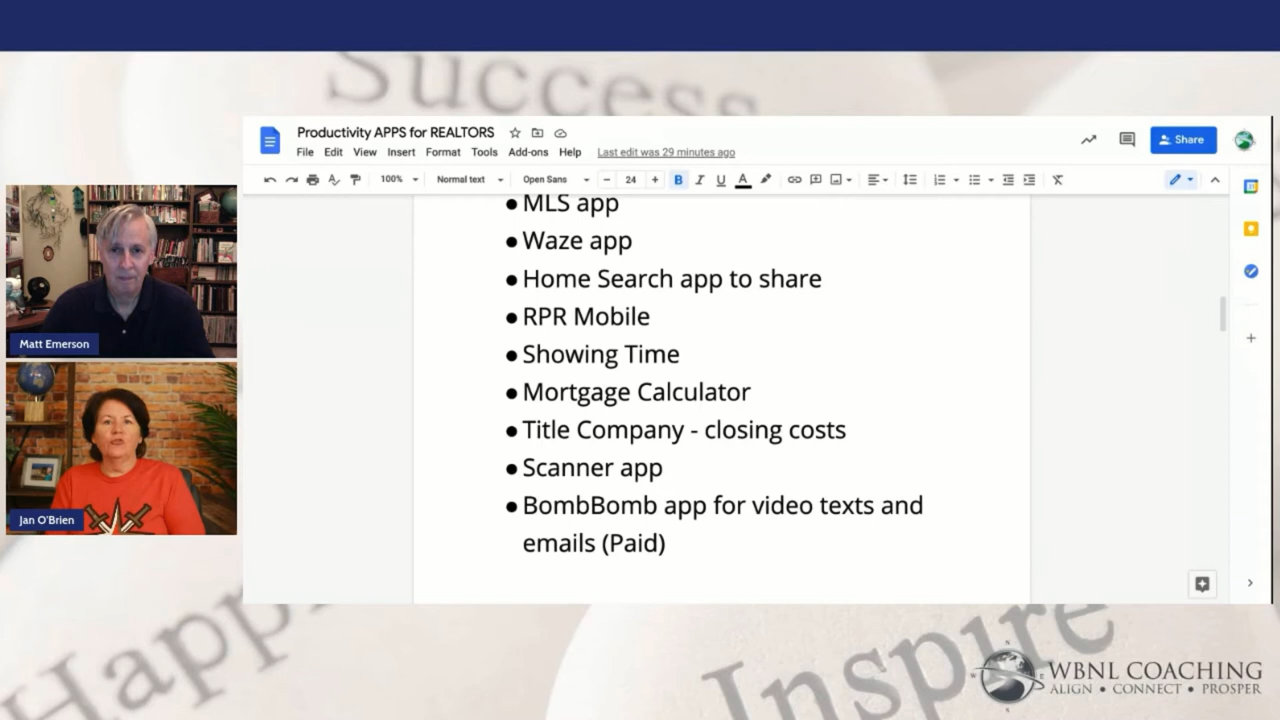 Success
Productivity APPS for REALTORS
File Edit View Insert Format Tools Add-ons Help Last edit was 29 minutes ago
Share
100% Normal text Open Sans − 24 + B I U A
● MLS app
● Waze app
● Home Search app to share
● RPR Mobile
● Showing Time
● Mortgage Calculator
● Title Company - closing costs
● Scanner app
● BombBomb app for video texts and
emails (Paid)
Matt Emerson
Jan O'Brien
Happi
Inspire
WBNL COACHING
ALIGN • CONNECT • PROSPER